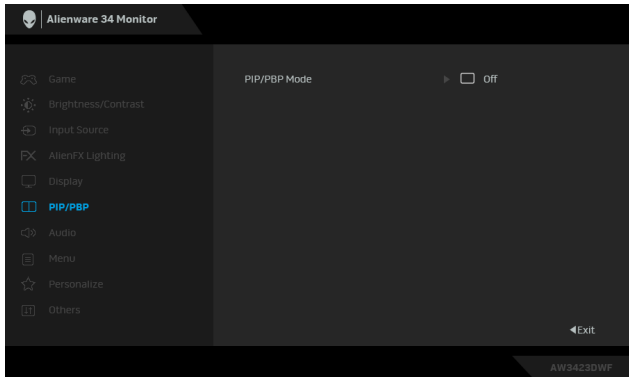 Alienware 34 Monitor
Game
PIP/PBP Mode Off
Brightness/Contrast
Input Source
FX AlienFX Lighting
Display
PIP/PBP
Audio
Menu
Personalize
Others
Exit
AW3423DWF